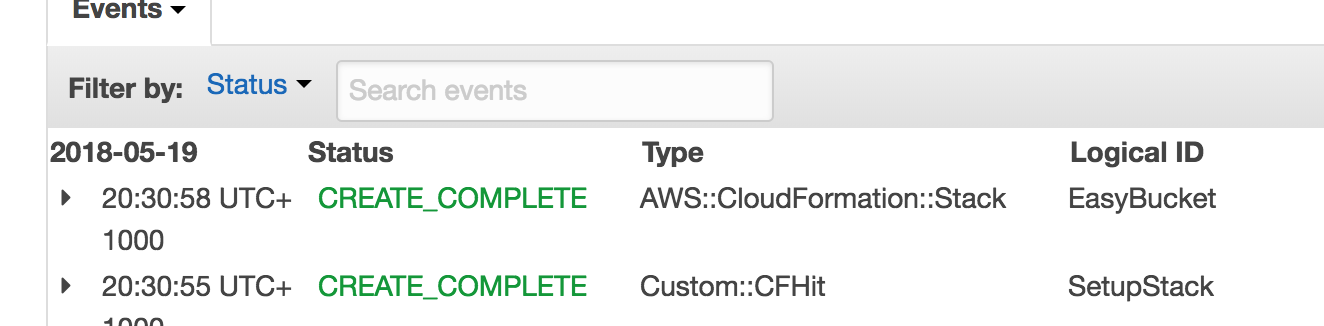 Events
Filter by: Status Search events
2018-05-19 Status Type Logical ID
20:30:58 UTC+ CREATE_COMPLETE AWS::CloudFormation::Stack EasyBucket
1000
20:30:55 UTC+ CREATE_COMPLETE Custom::CFHit SetupStack
1000